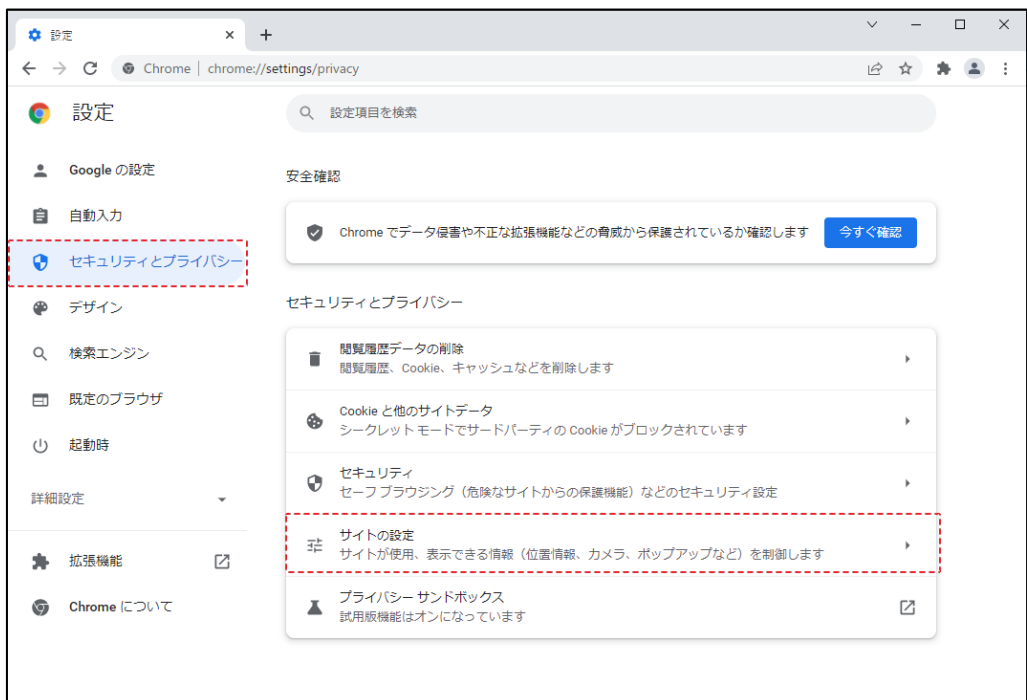 設定
Chrome | chrome://settings/privacy
設定
設定項目を検索
Google の設定
自動入力
セキュリティとプライバシー
デザイン
検索エンジン
既定のブラウザ
起動時
詳細設定
拡張機能
Chrome について
安全確認
Chrome でデータ侵害や不正な拡張機能などの脅威から保護されているか確認します
今すぐ確認
セキュリティとプライバシー
閲覧履歴データの削除
閲覧履歴、Cookie、キャッシュなどを削除します
Cookie と他のサイトデータ
シークレット モードでサードパーティの Cookie がブロックされています
セキュリティ
セーフ ブラウジング（危険なサイトからの保護機能）などのセキュリティ設定
サイトの設定
サイトが使用、表示できる情報（位置情報、カメラ、ポップアップなど）を制御します
プライバシー サンドボックス
試用版機能はオンになっています